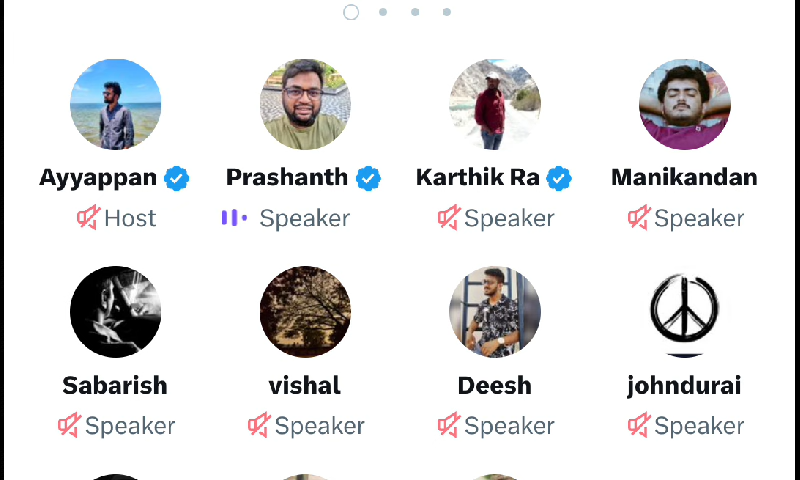 Ayyappan Prashanth Karthik Ra Manikandan
Host Speaker Speaker Speaker
Sabarish vishal Deesh johndurai
Speaker Speaker Speaker Speaker